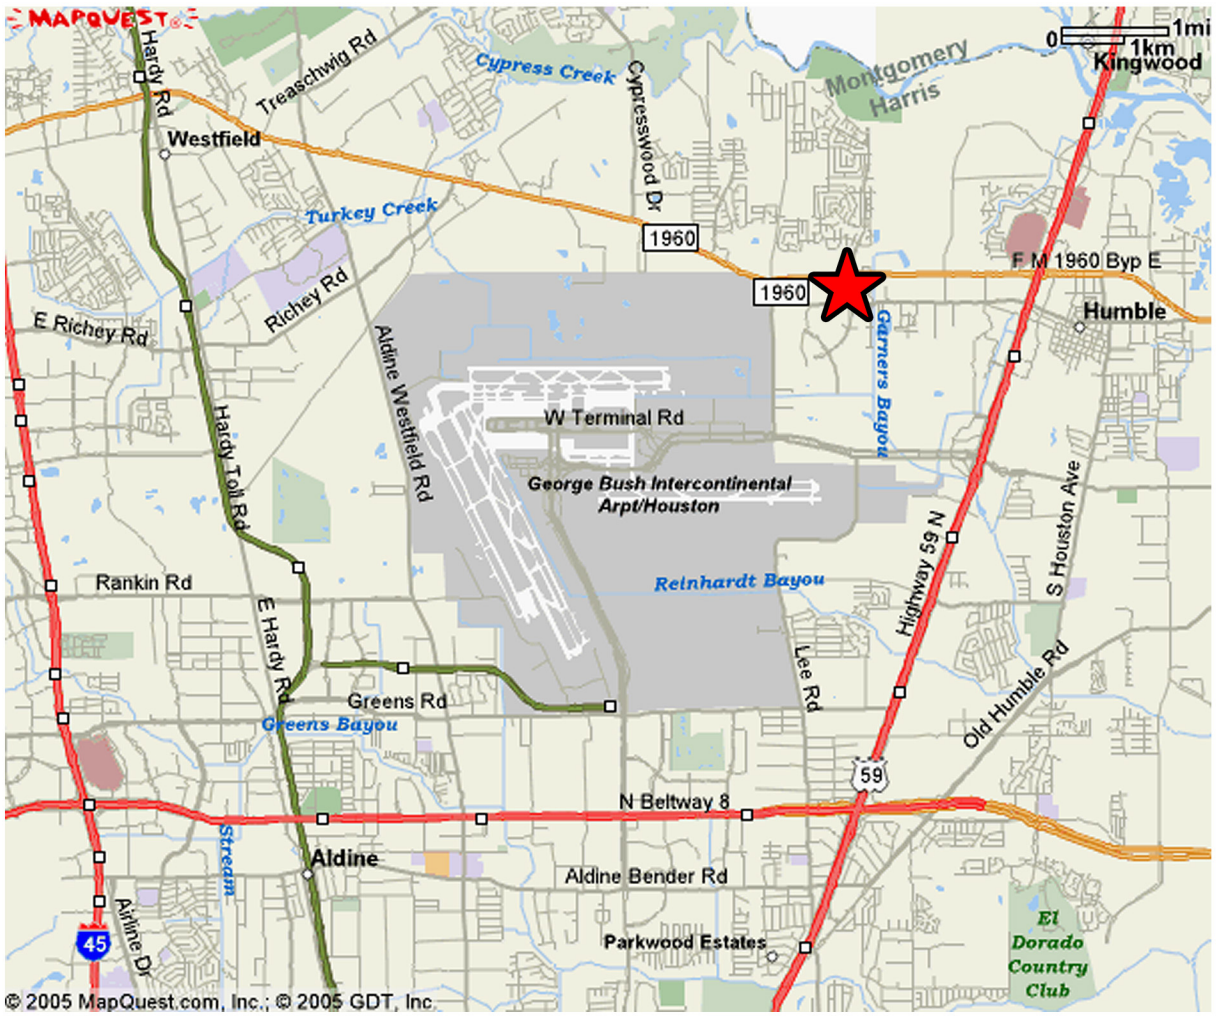 MAPQUEST
Hardy Rd
Treaschwig Rd
Cypress Creek
Cypresswood Dr
Montgomery
Harris
0 1mi
1km
Kingwood
Westfield
Turkey Creek
1960
1960
F M 1960 Byp E
Humble
Richey Rd
E Richey Rd
Aldine Westfield Rd
Garners Bayou
Hardy Toll Rd
W Terminal Rd
George Bush Intercontinental
Arpt/Houston
S Houston Ave
Highway 59 N
Rankin Rd
Reinhardt Bayou
E Hardy Rd
Lee Rd
Old Humble Rd
Greens Rd
Greens Bayou
59
N Beltway 8
Stream
Aldine
Aldine Bender Rd
Airline Dr
45
Parkwood Estates
El
Dorado
Country
Club
© 2005 MapQuest.com, Inc.; © 2005 GDT, Inc.